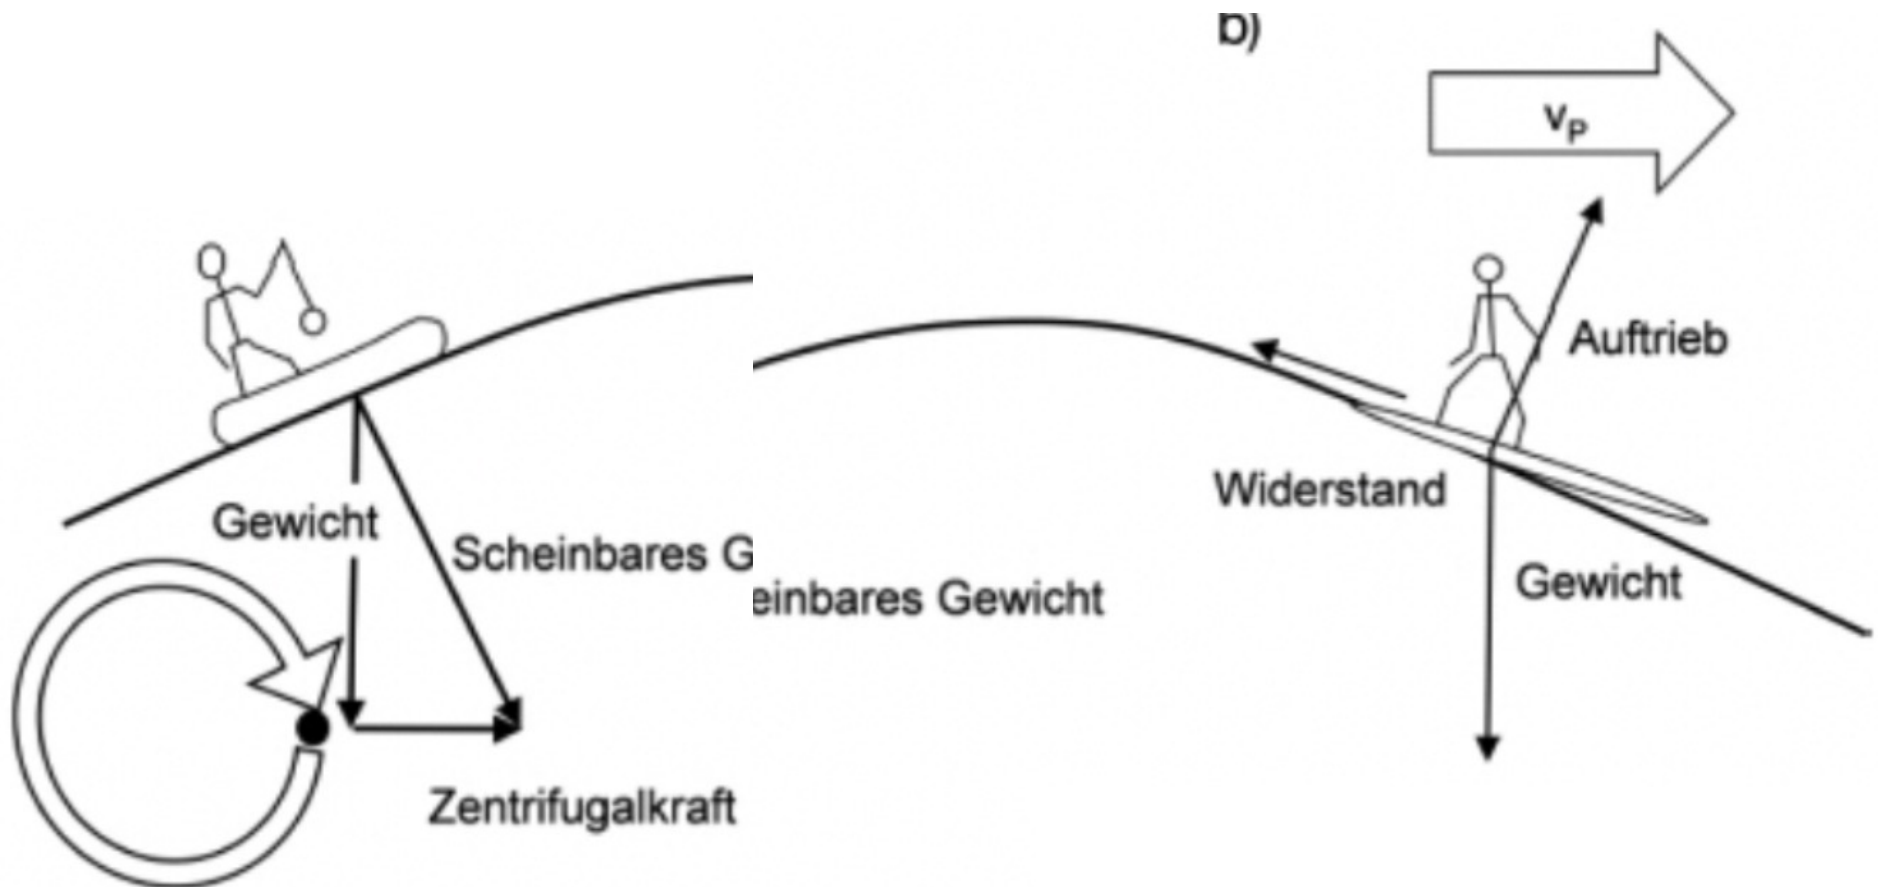 b)
vP
Auftrieb
Widerstand
Gewicht
Scheinbares G
einbares Gewicht
Gewicht
Zentrifugalkraft